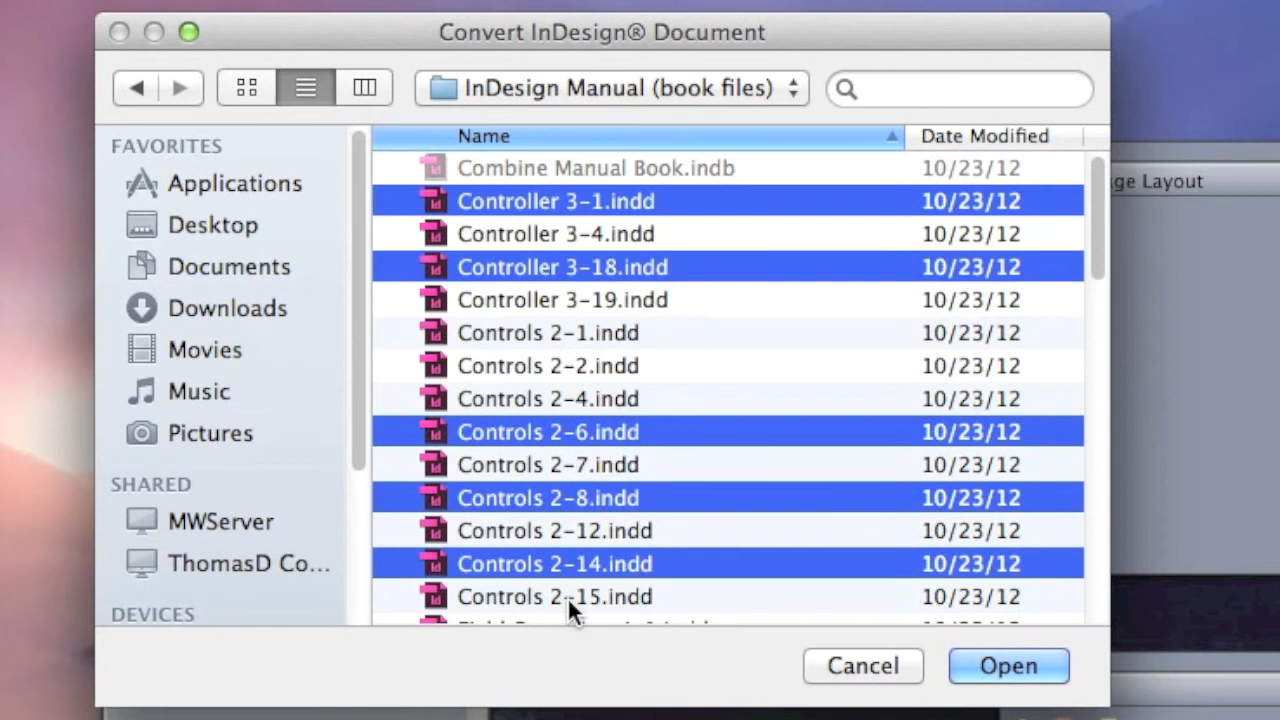 Convert InDesign® Document
InDesign Manual (book files)
FAVORITES
Applications
Desktop
Documents
Downloads
Movies
Music
Pictures
SHARED
MWServer
ThomasD Co...
DEVICES
Name Date Modified
Combine Manual Book.indb 10/23/12
Controller 3-1.indd 10/23/12
Controller 3-4.indd 10/23/12
Controller 3-18.indd 10/23/12
Controller 3-19.indd 10/23/12
Controls 2-1.indd 10/23/12
Controls 2-2.indd 10/23/12
Controls 2-4.indd 10/23/12
Controls 2-6.indd 10/23/12
Controls 2-7.indd 10/23/12
Controls 2-8.indd 10/23/12
Controls 2-12.indd 10/23/12
Controls 2-14.indd 10/23/12
Controls 2-15.indd 10/23/12
Layout
Cancel Open